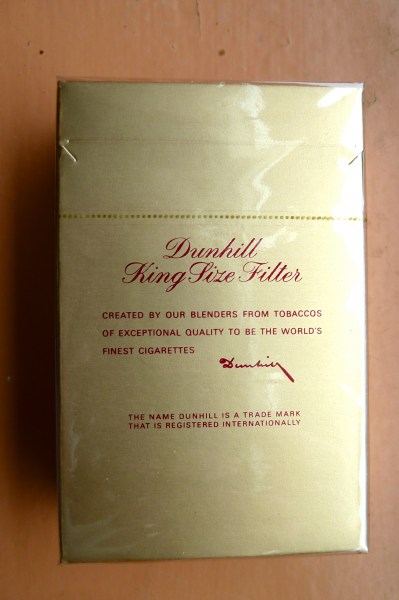 Dunhill
King Size Filter
CREATED BY OUR BLENDERS FROM TOBACCOS
OF EXCEPTIONAL QUALITY TO BE THE WORLD'S
FINEST CIGARETTES
Dunhill
THE NAME DUNHILL IS A TRADE MARK
THAT IS REGISTERED INTERNATIONALLY